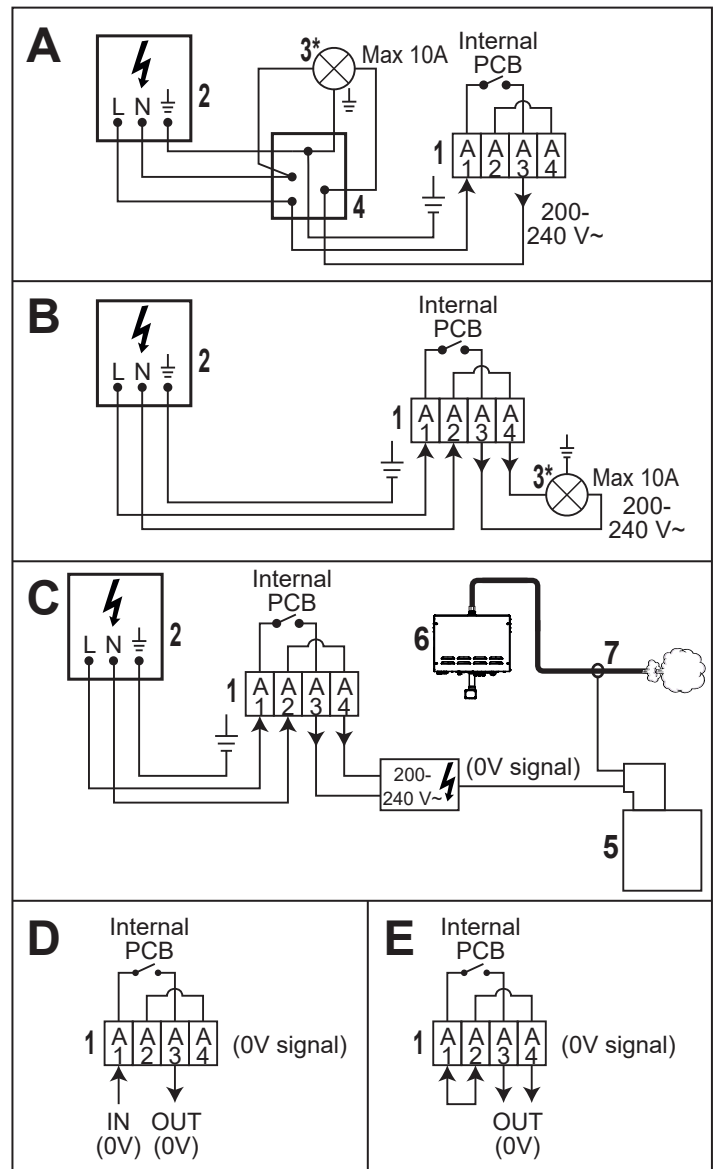 A
L N
2
3*
Max 10A
Internal
PCB
1
A A A A
1 2 3 4
4
200-
240 V~
B
L N
2
Internal
PCB
1
A A A A
1 2 3 4
3*
Max 10A
200-
240 V~
C
L N
2
Internal
PCB
1
A A A A
1 2 3 4
200-
240 V~
(0V signal)
6
7
5
D
Internal
PCB
1
A A A A
1 2 3 4
(0V signal)
IN OUT
(0V) (0V)
E
Internal
PCB
1
A A A A
1 2 3 4
(0V signal)
OUT
(0V)